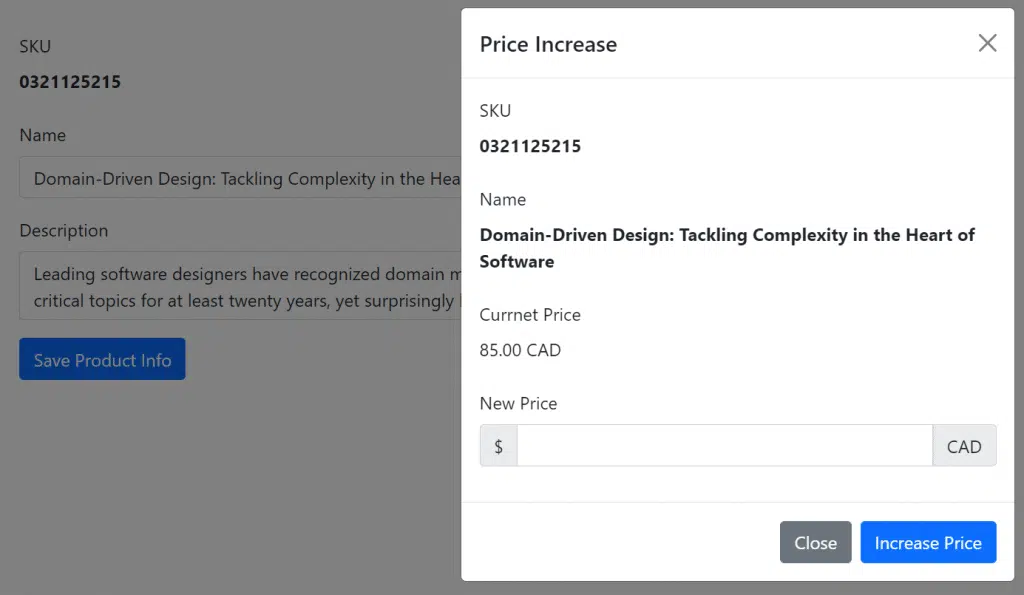 SKU
0321125215
Name
Domain-Driven Design: Tackling Complexity in the Hea
Description
Leading software designers have recognized domain
critical topics for at least twenty years, yet surprisingly
Save Product Info
Price Increase
SKU
0321125215
Name
Domain-Driven Design: Tackling Complexity in the Heart of
Software
Currnet Price
85.00 CAD
New Price
$
CAD
Close
Increase Price